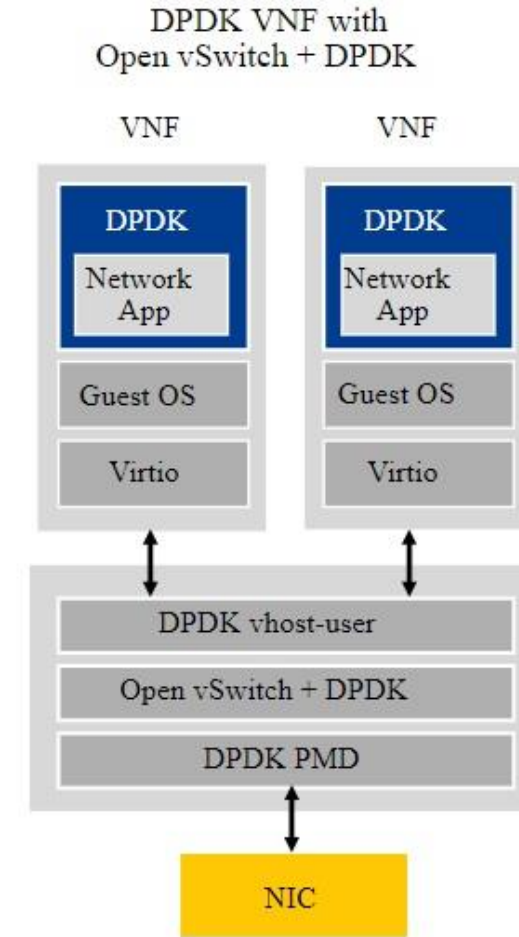 DPDK VNF with
Open vSwitch + DPDK
VNF
VNF
DPDK
Network
App
Guest OS
Virtio
DPDK
Network
App
Guest OS
Virtio
DPDK vhost-user
Open vSwitch + DPDK
DPDK PMD
NIC